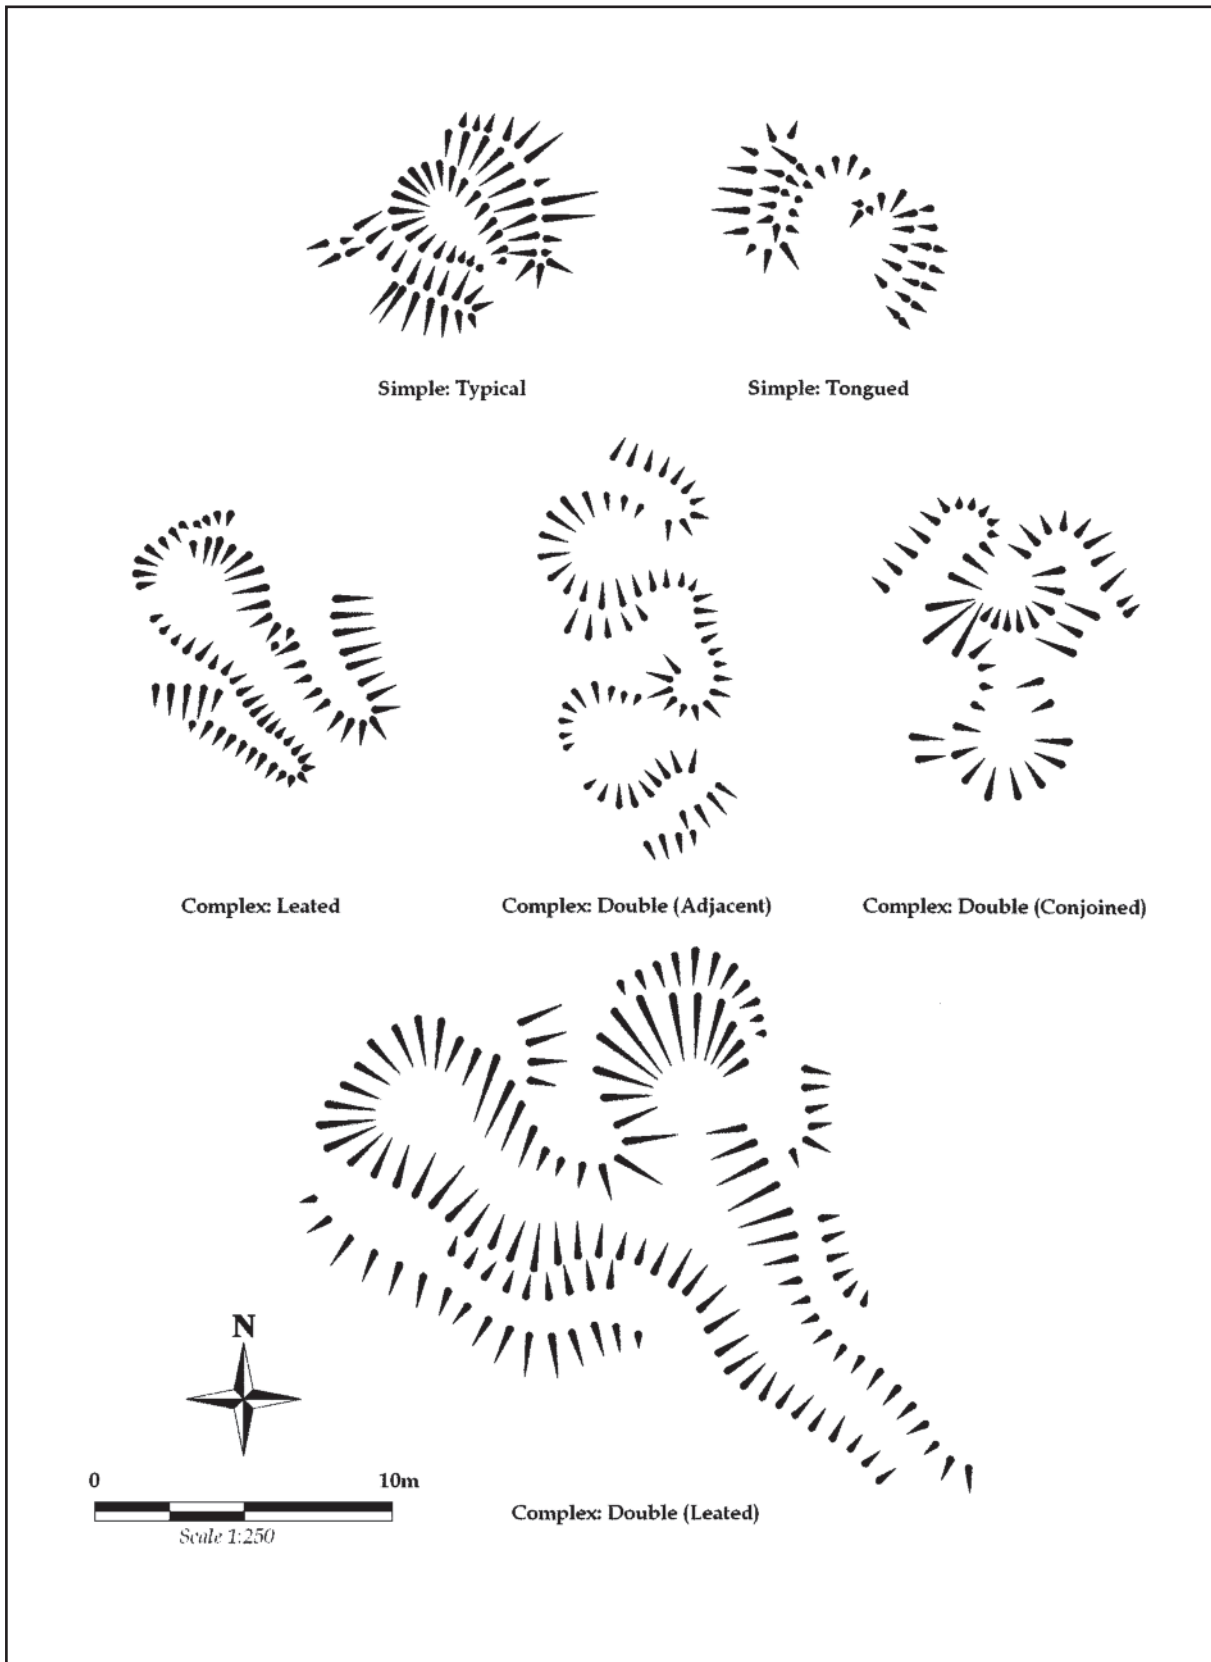 Simple: Typical
Simple: Tongued
Complex: Leated
Complex: Double (Adjacent)
Complex: Double (Conjoined)
N
0
10m
Scale 1:250
Complex: Double (Leated)